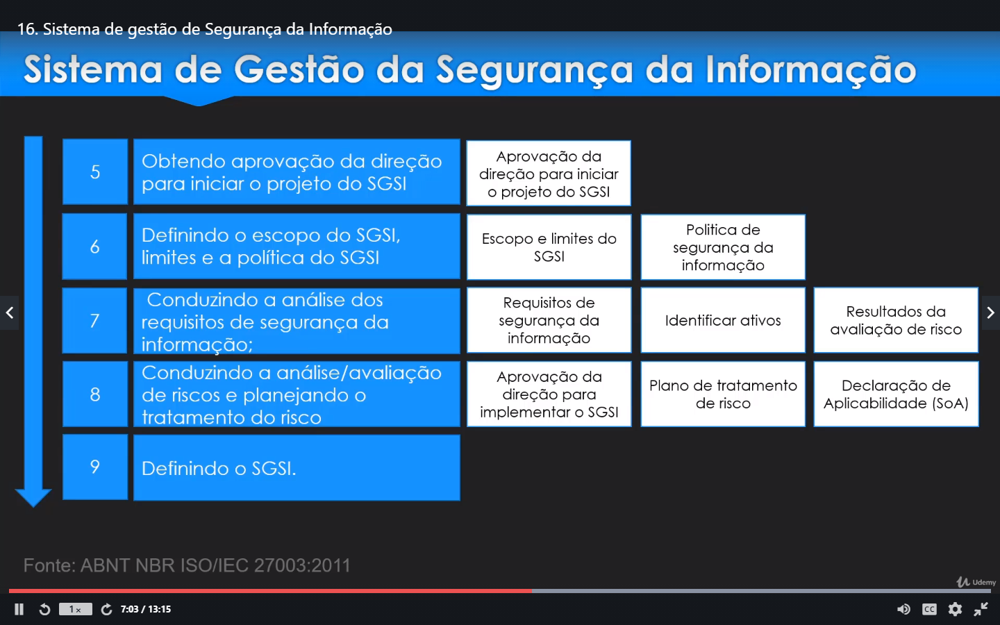 16. Sistema de gestão de Segurança da Informação
Sistema de Gestão da Segurança da Informação
5
Obtendo aprovação da direção
para iniciar o projeto do SGSI
Aprovação da
direção para iniciar
o projeto do SGSI
6
Definindo o escopo do SGSI,
limites e a política do SGSI
Escopo e limites do
SGSI
Politica de
segurança da
informação
7
Conduzindo a análise dos
requisitos de segurança da
informação;
Requisitos de
segurança da
informação
Identificar ativos
Resultados da
avaliação de risco
8
Conduzindo a análise/avaliação
de riscos e planejando o
tratamento do risco
Aprovação da
direção para
implementar o SGSI
Plano de tratamento
de risco
Declaração de
Aplicabilidade (SoA)
9
Definindo o SGSI.
Fonte: ABNT NBR ISO/IEC 27003:2011
Udemy
1 x
7:03 / 13:15
CC